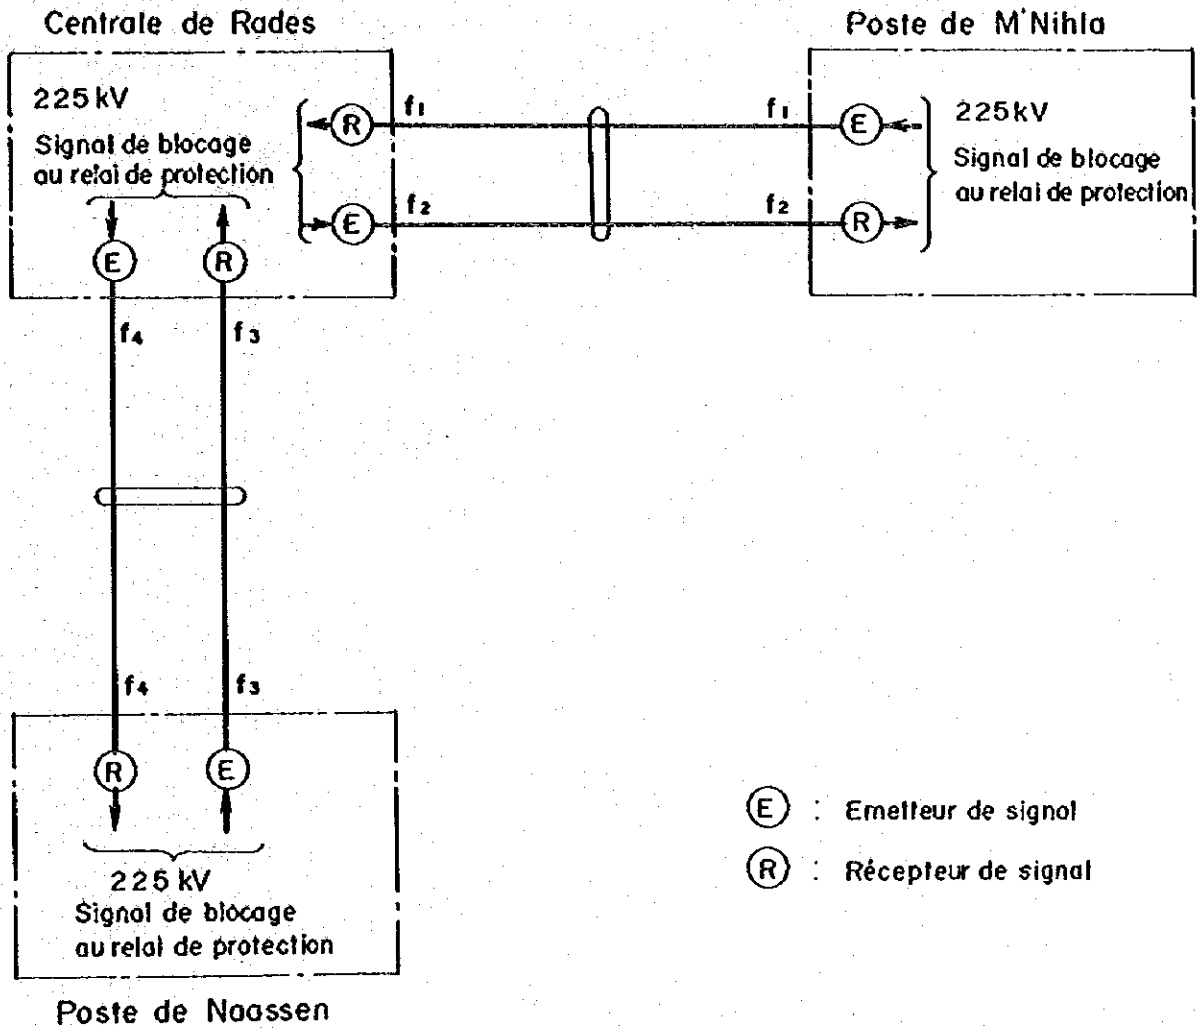 Centrale de Rades
225 kV
Signal de blocage
au relai de protection
R
E
E
R
f1
f2
f1
f2
Poste de M'Nihla
E
R
225 kV
Signal de blocage
au relai de protection
f4
f3
f4
f3
R
E
225 kV
Signal de blocage
au relai de protection
Poste de Naassen
E : Emetteur de signal
R : Récepteur de signal